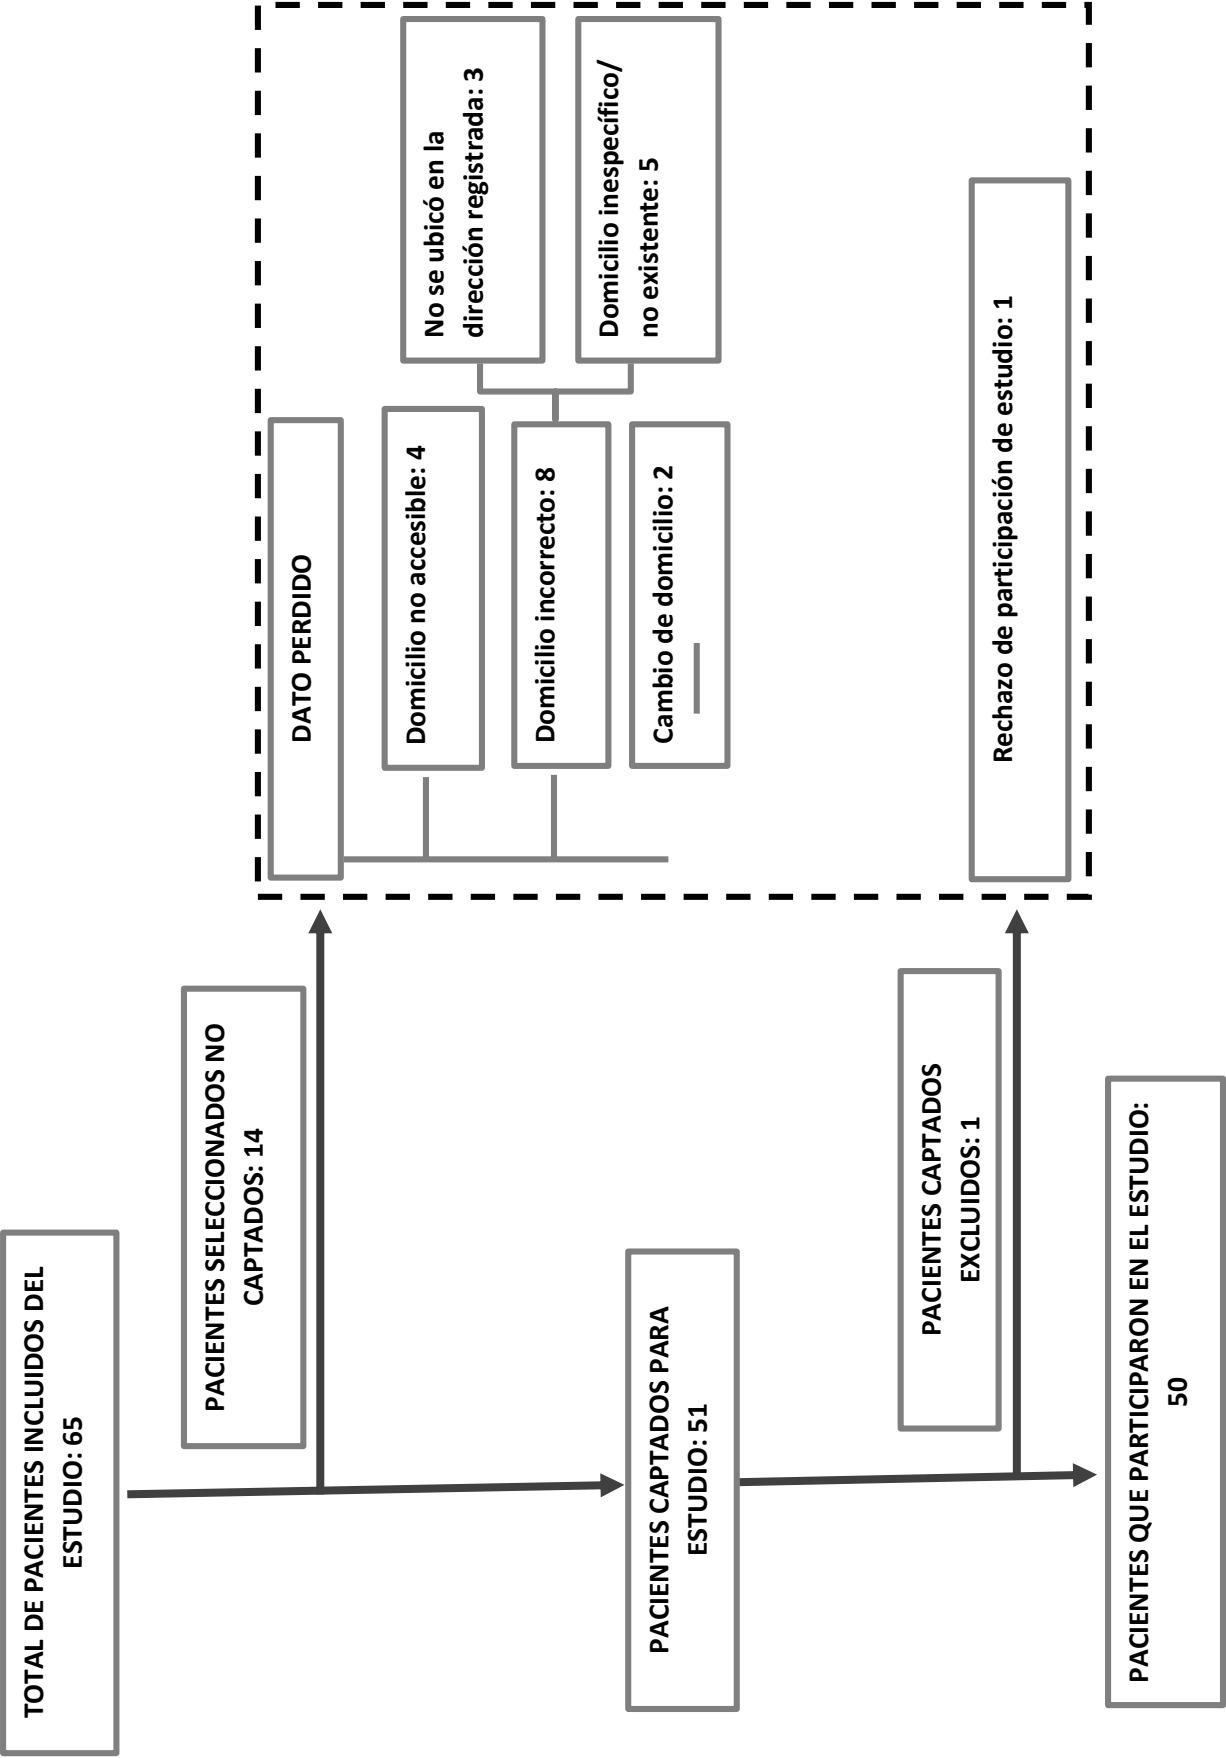 TOTAL DE PACIENTES INCLUIDOS DEL
ESTUDIO: 65
PACIENTES SELECCIONADOS NO
CAPTADOS: 14
DATO PERDIDO
Domicilio no accesible: 4
Domicilio incorrecto: 8
No se ubicó en la
dirección registrada: 3
Domicilio inespecífico/
no existente: 5
Cambio de domicilio: 2
PACIENTES CAPTADOS PARA
ESTUDIO: 51
PACIENTES CAPTADOS
EXCLUIDOS: 1
Rechazo de participación de estudio: 1
PACIENTES QUE PARTICIPARON EN EL ESTUDIO:
50